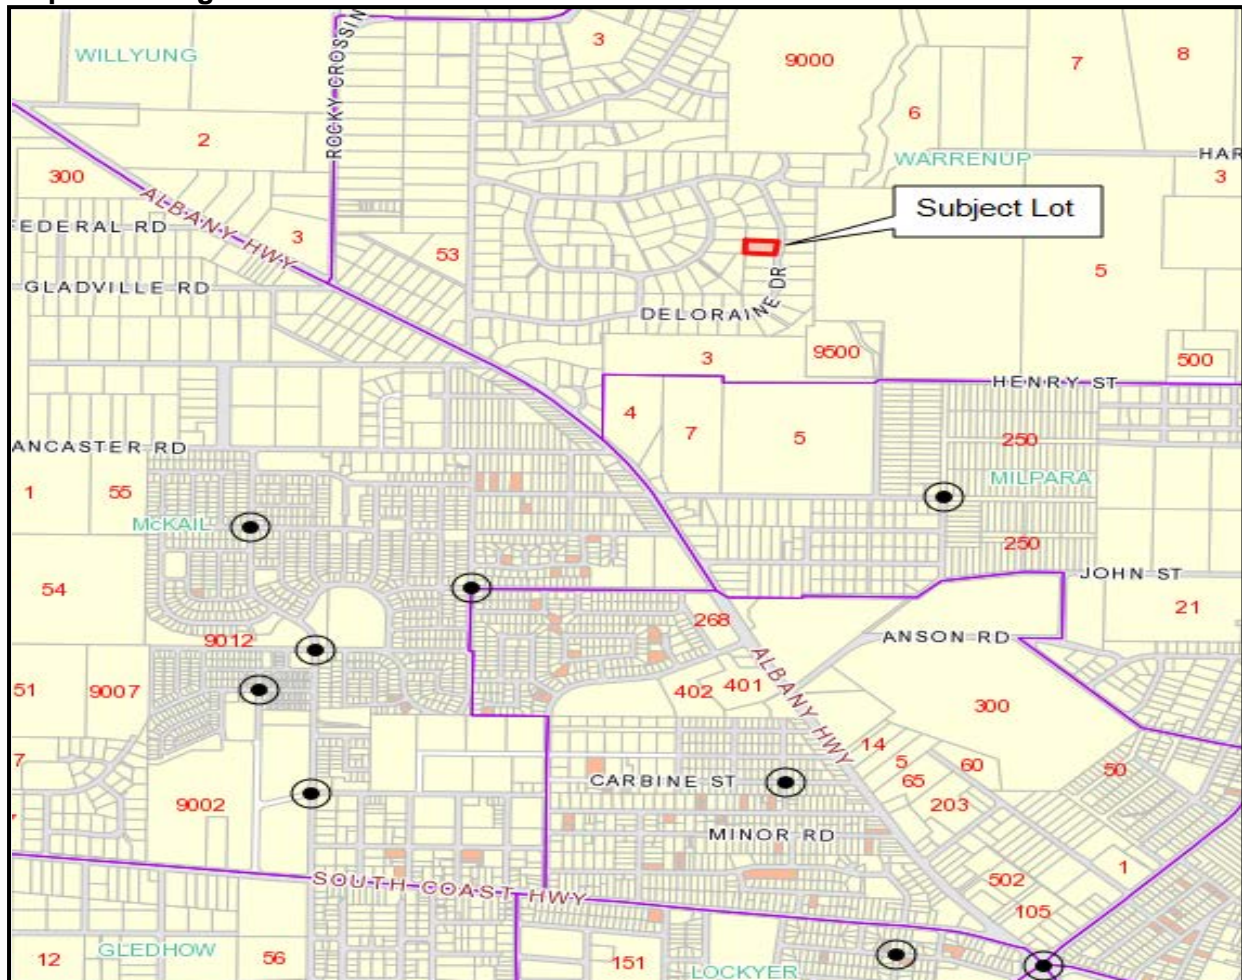 WILLYUNG
ROCKY CROSSIN
3
9000
7
8
6
2
WARRENUP
HAR
3
300
ALBANY HWY
Subject Lot
FEDERAL RD
3
53
5
GLADVILLE RD
DELORAINE DR
3
9500
500
HENRY ST
4
7
5
250
ANCASTER RD
1
55
MILPARA
McKAIL
250
54
JOHN ST
21
268
9012
ANSON RD
51
9007
402
401
ALBANY HWY
300
14
7
5
60
50
CARBINE ST
65
9002
203
MINOR RD
1
SOUTH COAST HWY
502
105
GLEDHOW
12
56
151
LOCKYER